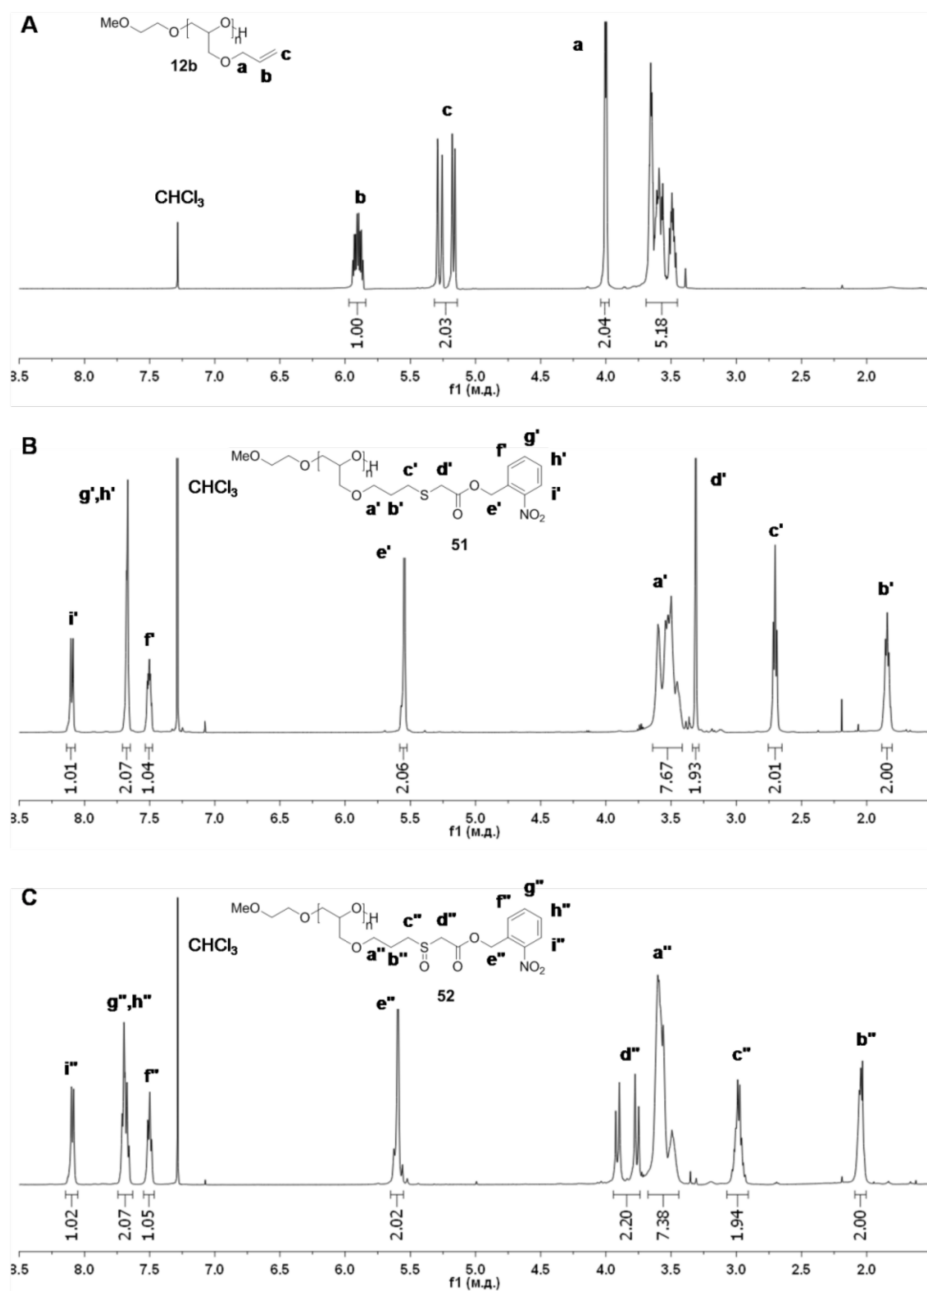 A
MeO
O
O
H
n
O
12b
a
b
c
a
c
CHCl3
b
1.00
2.03
2.04
5.18
3.5 8.0 7.5 7.0 6.5 6.0 5.5 5.0 4.5 4.0 3.5 3.0 2.5 2.0
f1 (м.д.)
B
MeO
O
O
H
n
O
S
O
O
NO2
a' b' c' d' e' f' g' h' i'
51
g',h'
CHCl3
d'
e'
c'
a'
i'
b'
f'
1.01
2.07
1.04
2.06
7.67
1.93
2.01
2.00
3.5 8.0 7.5 7.0 6.5 6.0 5.5 5.0 4.5 4.0 3.5 3.0 2.5 2.0
f1 (м.д.)
C
MeO
O
O
H
n
O
S
O
O
O
NO2
a" b" c" d" e" f" g" h" i"
52
CHCl3
a"
g",h"
e"
b"
d"
c"
i"
f"
1.02
2.07
1.05
2.02
2.20
7.38
1.94
2.00
3.5 8.0 7.5 7.0 6.5 6.0 5.5 5.0 4.5 4.0 3.5 3.0 2.5 2.0
f1 (м.д.)